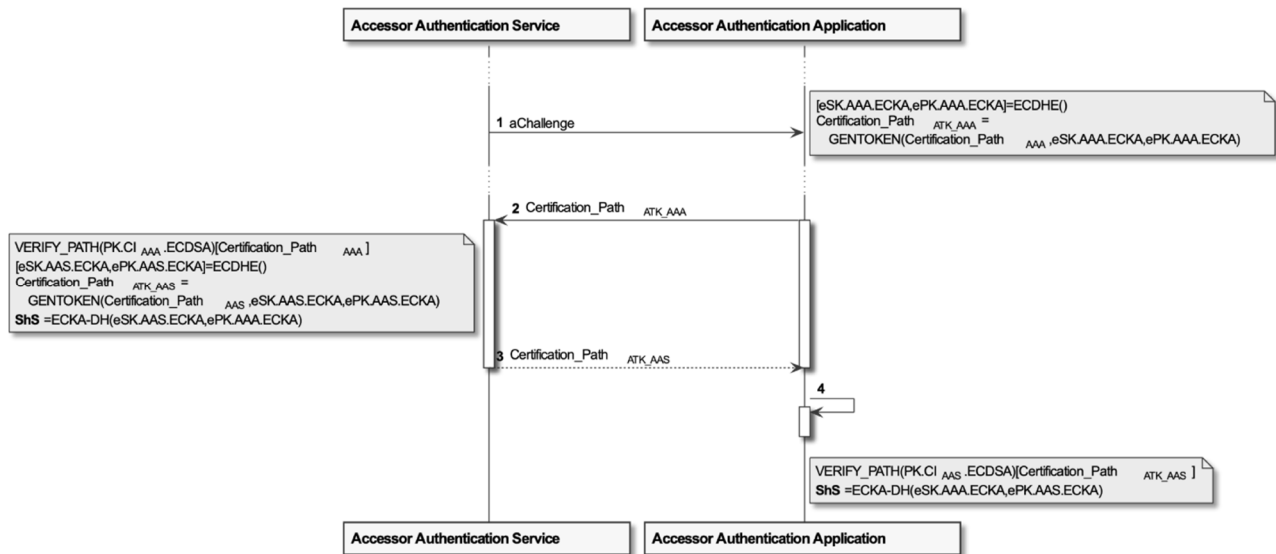 Accessor Authentication Service
Accessor Authentication Application
[eSK.AAA.ECKA,ePK.AAA.ECKA]=ECDHE()
Certification_Path ATK_AAA =
GENTOKEN(Certification_Path AAA ,eSK.AAA.ECKA,ePK.AAA.ECKA)
1 aChallenge
2 Certification_Path ATK_AAA
VERIFY_PATH(PK.CI AAA .ECDSA)[Certification_Path AAA ]
[eSK.AAS.ECKA,ePK.AAS.ECKA]=ECDHE()
Certification_Path ATK_AAS =
GENTOKEN(Certification_Path AAS ,eSK.AAS.ECKA,ePK.AAS.ECKA)
ShS =ECKA-DH(eSK.AAS.ECKA,ePK.AAA.ECKA)
3 Certification_Path ATK_AAS
4
VERIFY_PATH(PK.CI AAS .ECDSA)[Certification_Path ATK_AAS ]
ShS =ECKA-DH(eSK.AAA.ECKA,ePK.AAS.ECKA)
Accessor Authentication Service
Accessor Authentication Application